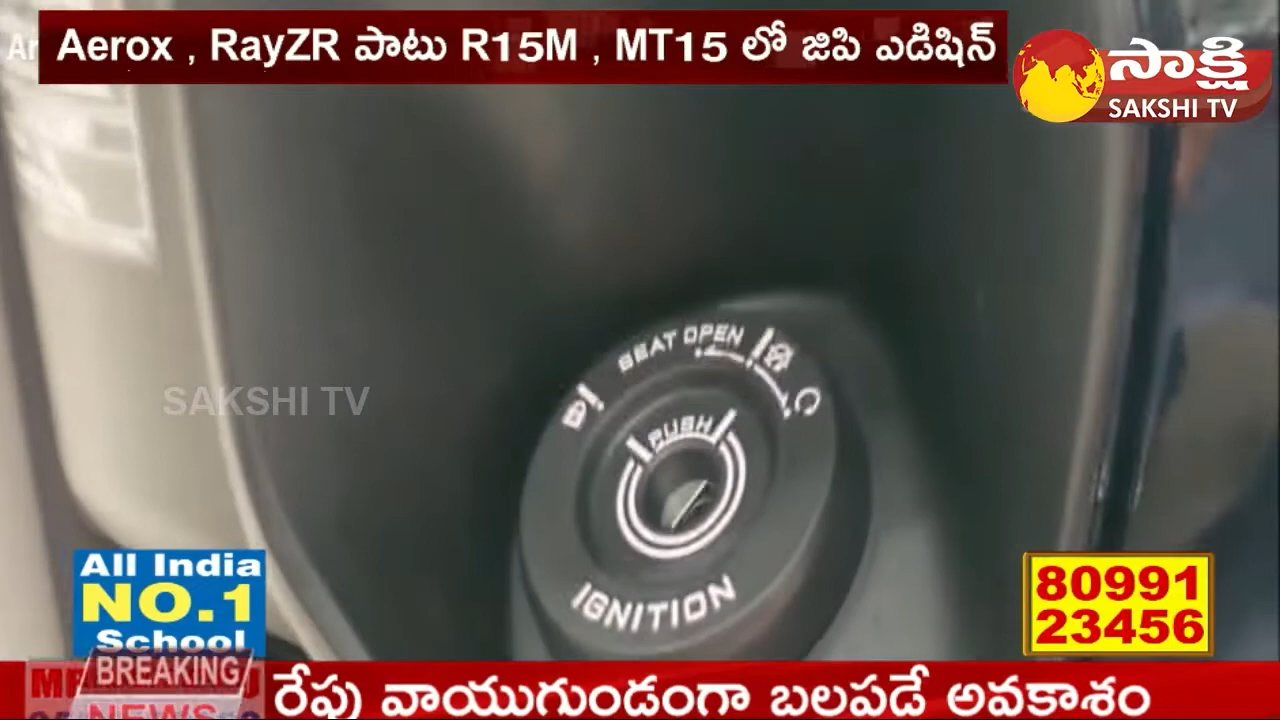 Aerox , RayZR పాటు R15M , MT15 లో జిపి ఎడిషిన్
సాక్షి
SAKSHI TV
SEAT OPEN
PUSH
IGNITION
SAKSHI TV
All India
NO.1
School
80991
23456
BREAKING
NEWS
రేపు వాయుగుండంగా బలపడే అవకాశం